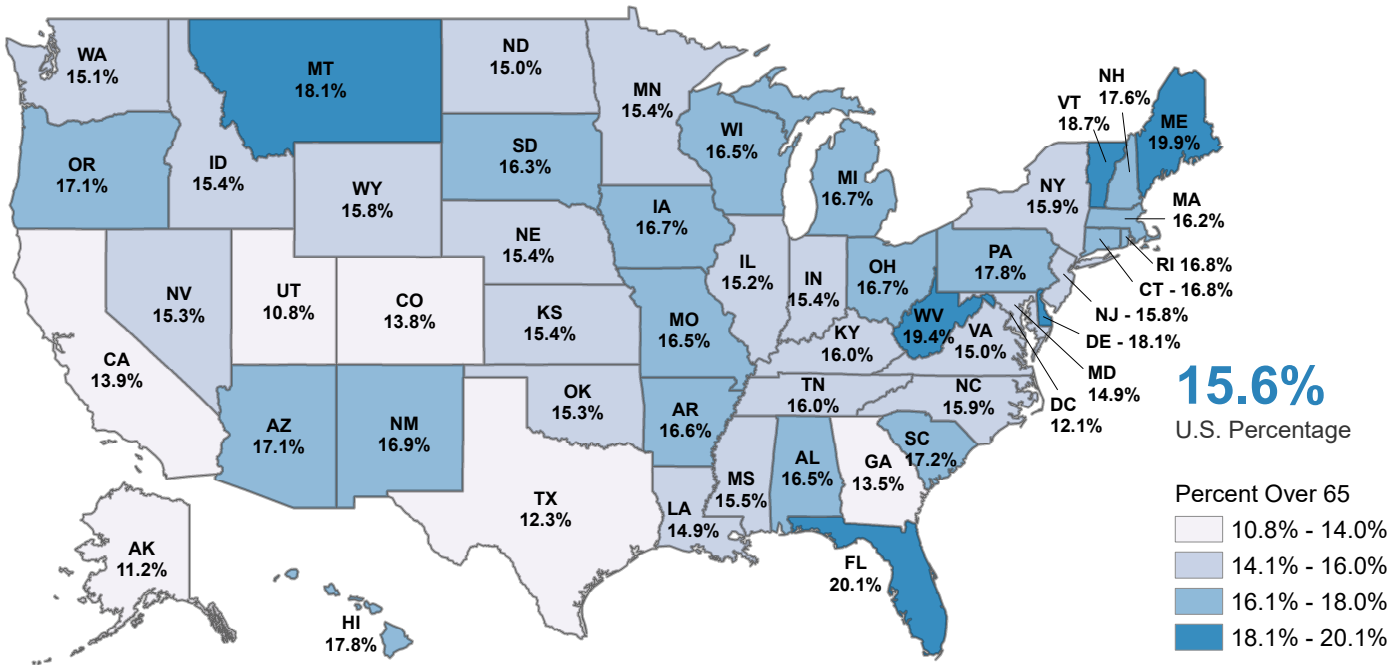 WA
15.1%
MT
18.1%
ND
15.0%
MN
15.4%
NH
17.6%
VT
18.7%
ME
19.9%
OR
17.1%
ID
15.4%
WY
15.8%
SD
16.3%
WI
16.5%
MI
16.7%
NY
15.9%
MA
16.2%
RI 16.8%
CT - 16.8%
NJ - 15.8%
DE - 18.1%
MD
14.9%
DC
12.1%
NE
15.4%
IA
16.7%
IL
15.2%
IN
15.4%
OH
16.7%
PA
17.8%
NV
15.3%
UT
10.8%
CO
13.8%
KS
15.4%
MO
16.5%
KY
16.0%
WV
19.4%
VA
15.0%
CA
13.9%
AZ
17.1%
NM
16.9%
OK
15.3%
AR
16.6%
TN
16.0%
NC
15.9%
SC
17.2%
TX
12.3%
LA
14.9%
MS
15.5%
AL
16.5%
GA
13.5%
FL
20.1%
AK
11.2%
HI
17.8%
15.6%
U.S. Percentage
Percent Over 65
10.8% - 14.0%
14.1% - 16.0%
16.1% - 18.0%
18.1% - 20.1%